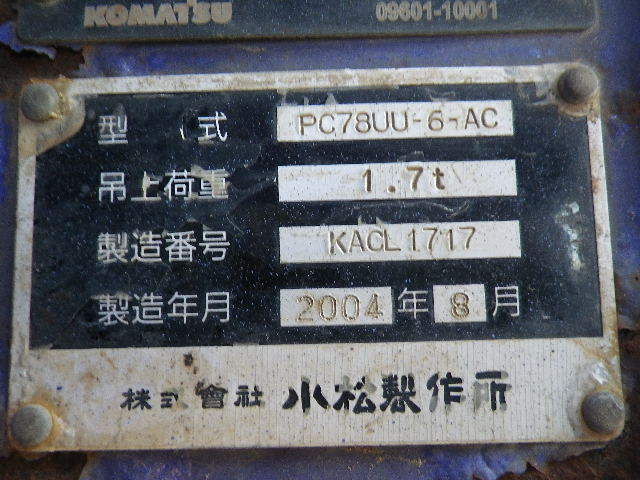 KOMATSU 09601-10001
型 式 PC78UU-6-AC
吊上荷重 1.7t
製造番号 KACL1717
製造年月 2004年8月
株式會社 小松製作所